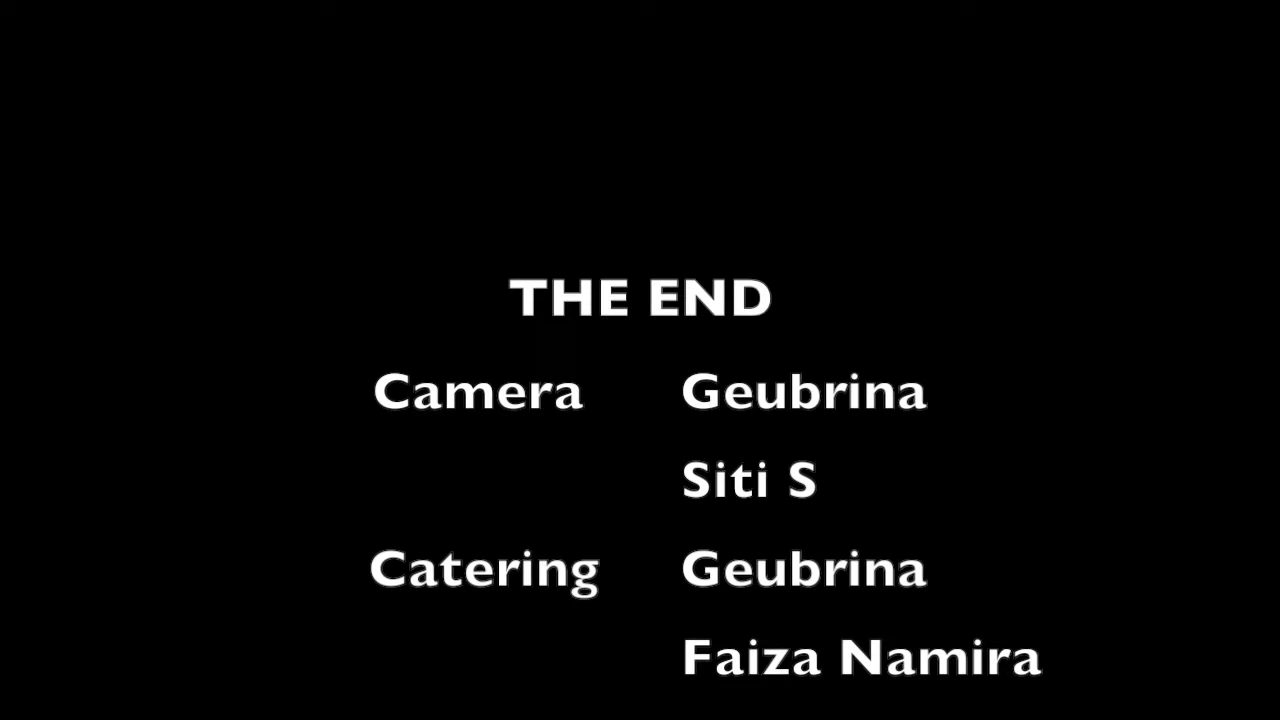 THE END
Camera Geubrina
Siti S
Catering Geubrina
Faiza Namira